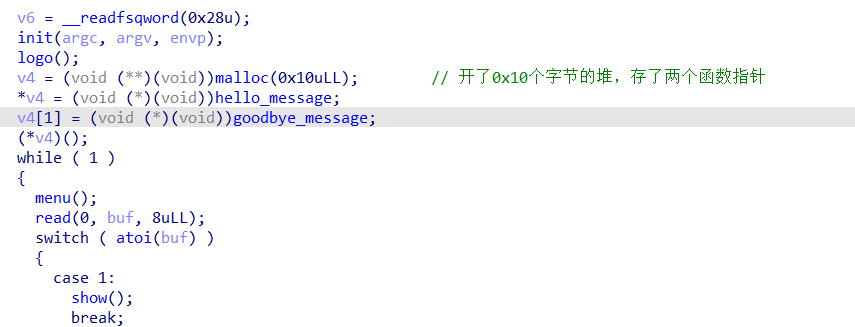 v6 = __readfsqword(0x28u);
init(argc, argv, envp);
logo();
v4 = (void (**)(void))malloc(0x10uLL); // 开了0x10个字节的堆，存了两个函数指针
*v4 = (void (*)(void))hello_message;
v4[1] = (void (*)(void))goodbye_message;
(*v4)();
while ( 1 )
{
menu();
read(0, buf, 8uLL);
switch ( atoi(buf) )
{
case 1:
show();
break;